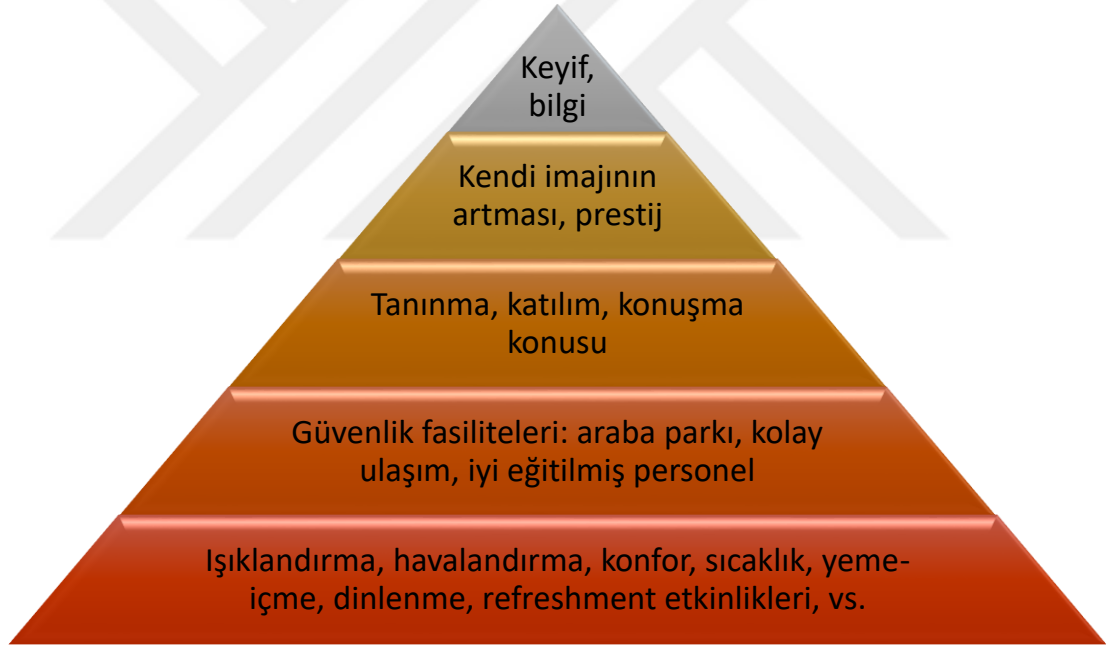 Keyif,
bilgi
Kendi imajının
artması, prestij
Tanınma, katılım, konuşma
konusu
Güvenlik fasiliteleri: araba parkı, kolay
ulaşım, iyi eğitilmiş personel
Işıklandırma, havalandırma, konfor, sıcaklık, yeme-
içme, dinlenme, refreshment etkinlikleri, vs.